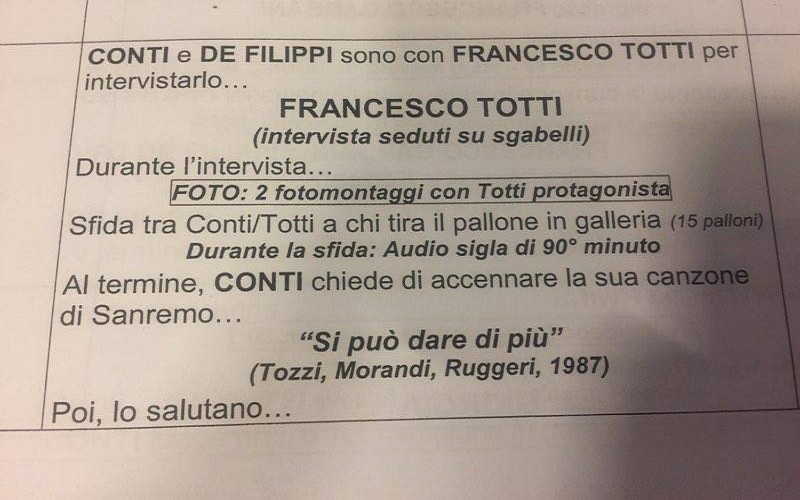 CONTI e DE FILIPPI sono con FRANCESCO TOTTI per
intervistarlo…
FRANCESCO TOTTI
(intervista seduti su sgabelli)
Durante l'intervista…
FOTO: 2 fotomontaggi con Totti protagonista
Sfida tra Conti/Totti a chi tira il pallone in galleria (15 palloni)
Durante la sfida: Audio sigla di 90° minuto
Al termine, CONTI chiede di accennare la sua canzone
di Sanremo…
“Si può dare di più”
(Tozzi, Morandi, Ruggeri, 1987)
Poi, lo salutano…